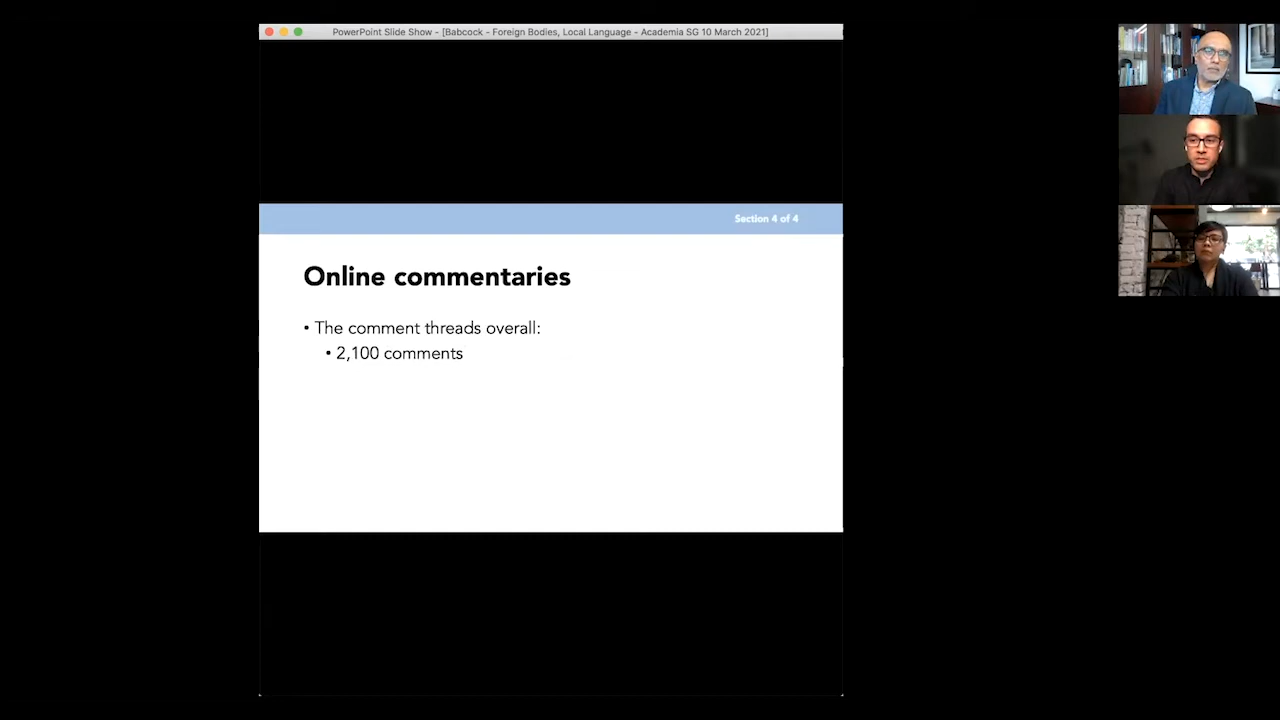 PowerPoint Slide Show - [Babcock - Foreign Bodies, Local Language - Academia SG 10 March 2021]
Section 4 of 4
Online commentaries
• The comment threads overall:
• 2,100 comments